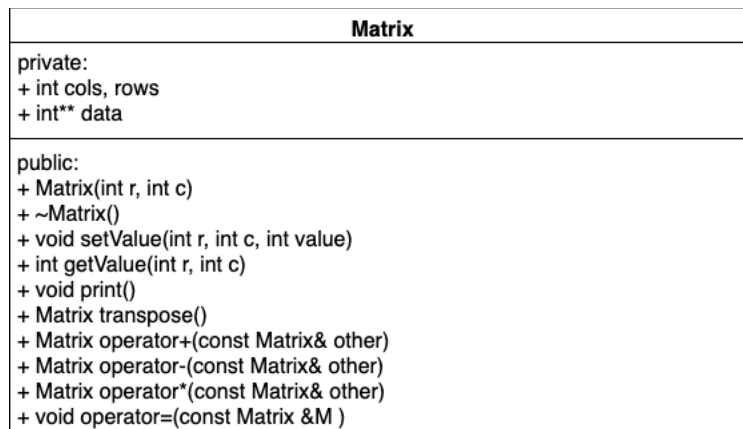 Matrix
private:
+ int cols, rows
+ int** data
public:
+ Matrix(int r, int c)
+ ~Matrix()
+ void setValue(int r, int c, int value)
+ int getValue(int r, int c)
+ void print()
+ Matrix transpose()
+ Matrix operator+(const Matrix& other)
+ Matrix operator-(const Matrix& other)
+ Matrix operator*(const Matrix& other)
+ void operator=(const Matrix &M )